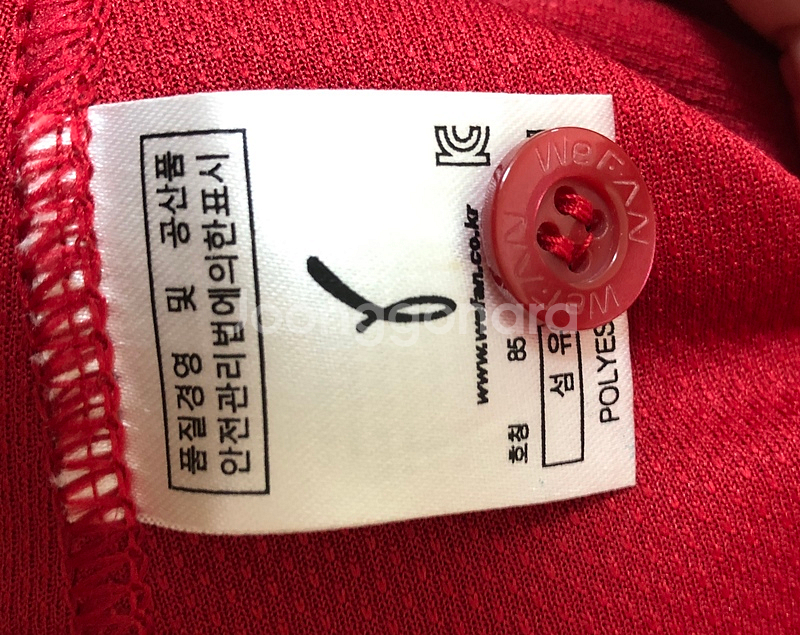 품질경영 및 공산품
안전관리법에의한표시
www.wefan.co.kr
호칭 85
섬 유
POLYES
WeFAN
WeFAN